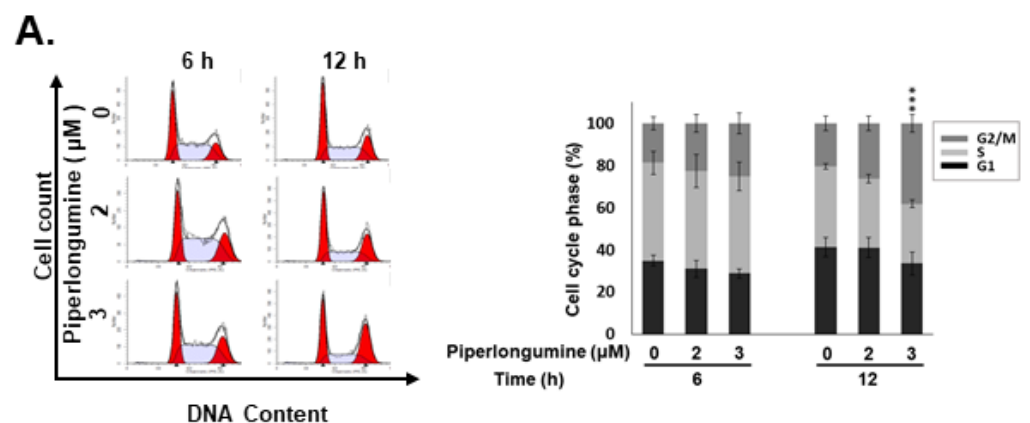 A.
6 h
12 h
Cell count
Piperlongumine ( µM )
0
2
3
DNA Content
Cell cycle phase (%)
100
80
60
40
20
0
***
G2/M
S
G1
Piperlongumine (µM)
0 2 3 0 2 3
Time (h)
6 12